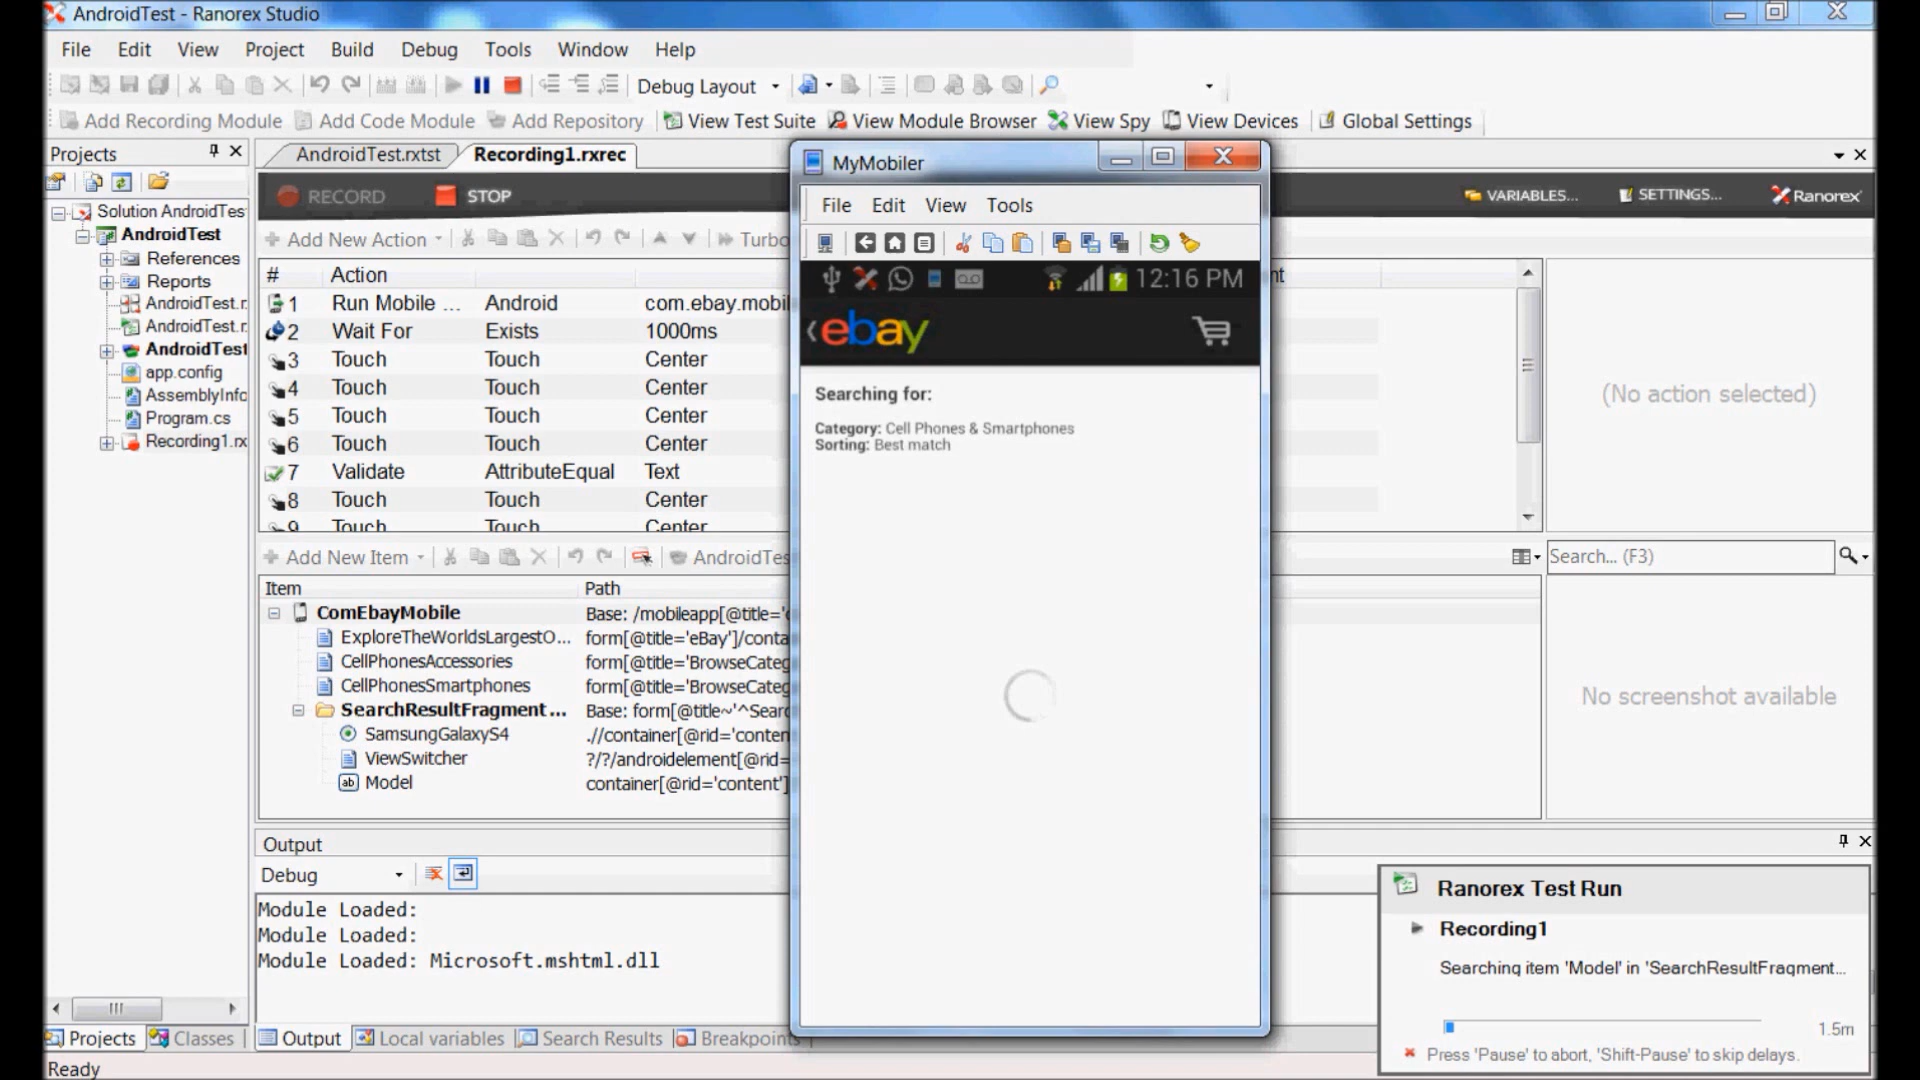 AndroidTest - Ranorex Studio
File Edit View Project Build Debug Tools Window Help
Debug Layout
Add Recording Module Add Code Module Add Repository View Test Suite View Module Browser View Spy View Devices Global Settings
Projects
AndroidTest.rxtst Recording1.rxrec
RECORD STOP
VARIABLES... SETTINGS... Ranorex
Add New Action Turbo
# Action
1 Run Mobile ... Android com.ebay.mobil
2 Wait For Exists 1000ms
3 Touch Touch Center
4 Touch Touch Center
5 Touch Touch Center
6 Touch Touch Center
7 Validate AttributeEqual Text
8 Touch Touch Center
9 Touch Touch Center
Solution AndroidTes
AndroidTest
References
Reports
AndroidTest.r
AndroidTest.r
AndroidTest
app.config
AssemblyInfo
Program.cs
Recording1.rx
(No action selected)
Add New Item AndroidTes
Search... (F3)
Item Path
ComEbayMobile Base: /mobileapp[@title='c
ExploreTheWorldsLargestO... form[@title='eBay']/conta
CellPhonesAccessories form[@title='BrowseCateg
CellPhonesSmartphones form[@title='BrowseCateg
SearchResultFragment ... Base: form[@title~'^Sear
SamsungGalaxyS4 .//container[@rid='conten
ViewSwitcher ?/?/androidelement[@rid=
ab Model container[@rid='content']
No screenshot available
MyMobiler
File Edit View Tools
12:16 PM
ebay
Searching for:
Category: Cell Phones & Smartphones
Sorting: Best match
Output
Debug
Module Loaded:
Module Loaded:
Module Loaded: Microsoft.mshtml.dll
Projects Classes Output Local variables Search Results Breakpoints
Ready
Ranorex Test Run
Recording1
Searching item 'Model' in 'SearchResultFragment...
1.5m
Press 'Pause' to abort, 'Shift-Pause' to skip delays.